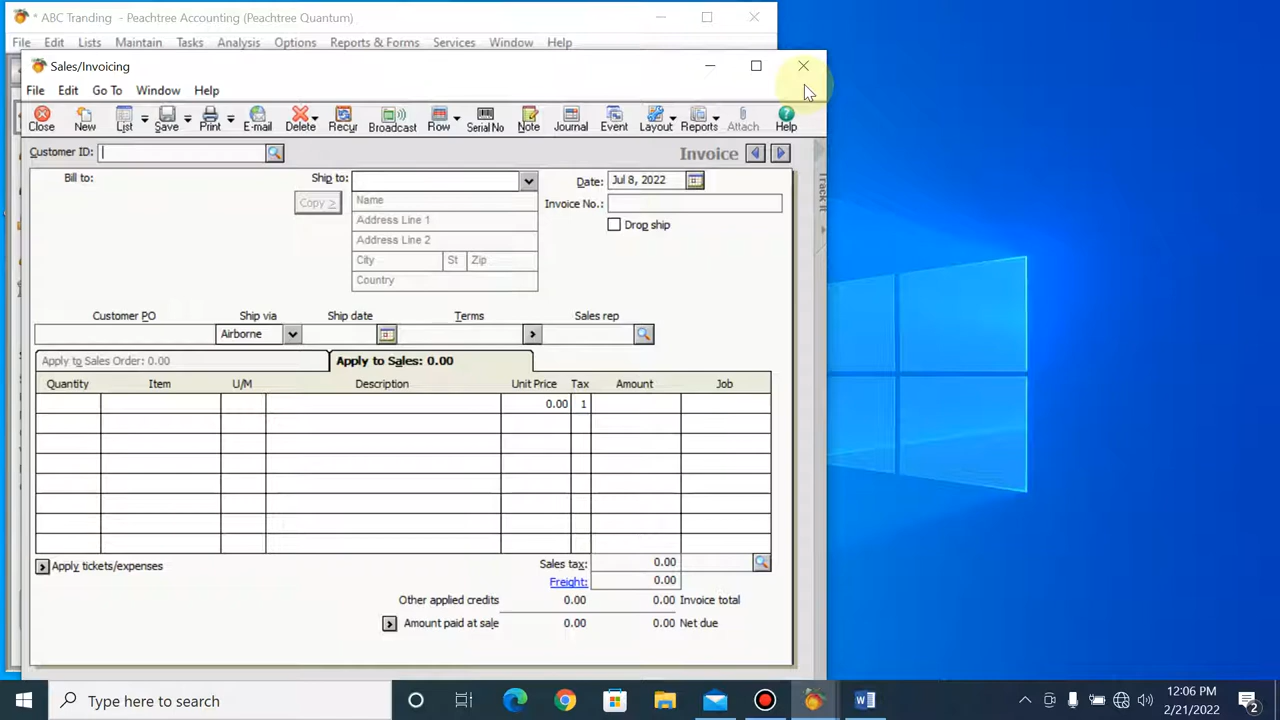 * ABC Tranding - Peachtree Accounting (Peachtree Quantum)
File Edit Lists Maintain Tasks Analysis Options Reports & Forms Services Window Help
Sales/Invoicing
File Edit Go To Window Help
Close New List Save Print E-mail Delete Recur Broadcast Row Serial No Note Journal Event Layout Reports Attach Help
Customer ID: Invoice
Track It
Bill to: Ship to: Date: Jul 8, 2022
Copy > Name Invoice No.:
Address Line 1 Drop ship
Address Line 2
City St Zip
Country
Customer PO Ship via Ship date Terms Sales rep
Airborne
Apply to Sales Order: 0.00 Apply to Sales: 0.00
Quantity Item U/M Description Unit Price Tax Amount Job
0.00 1
Apply tickets/expenses Sales tax: 0.00
Freight: 0.00
Other applied credits 0.00 0.00 Invoice total
Amount paid at sale 0.00 0.00 Net due
Type here to search
12:06 PM
2/21/2022
2